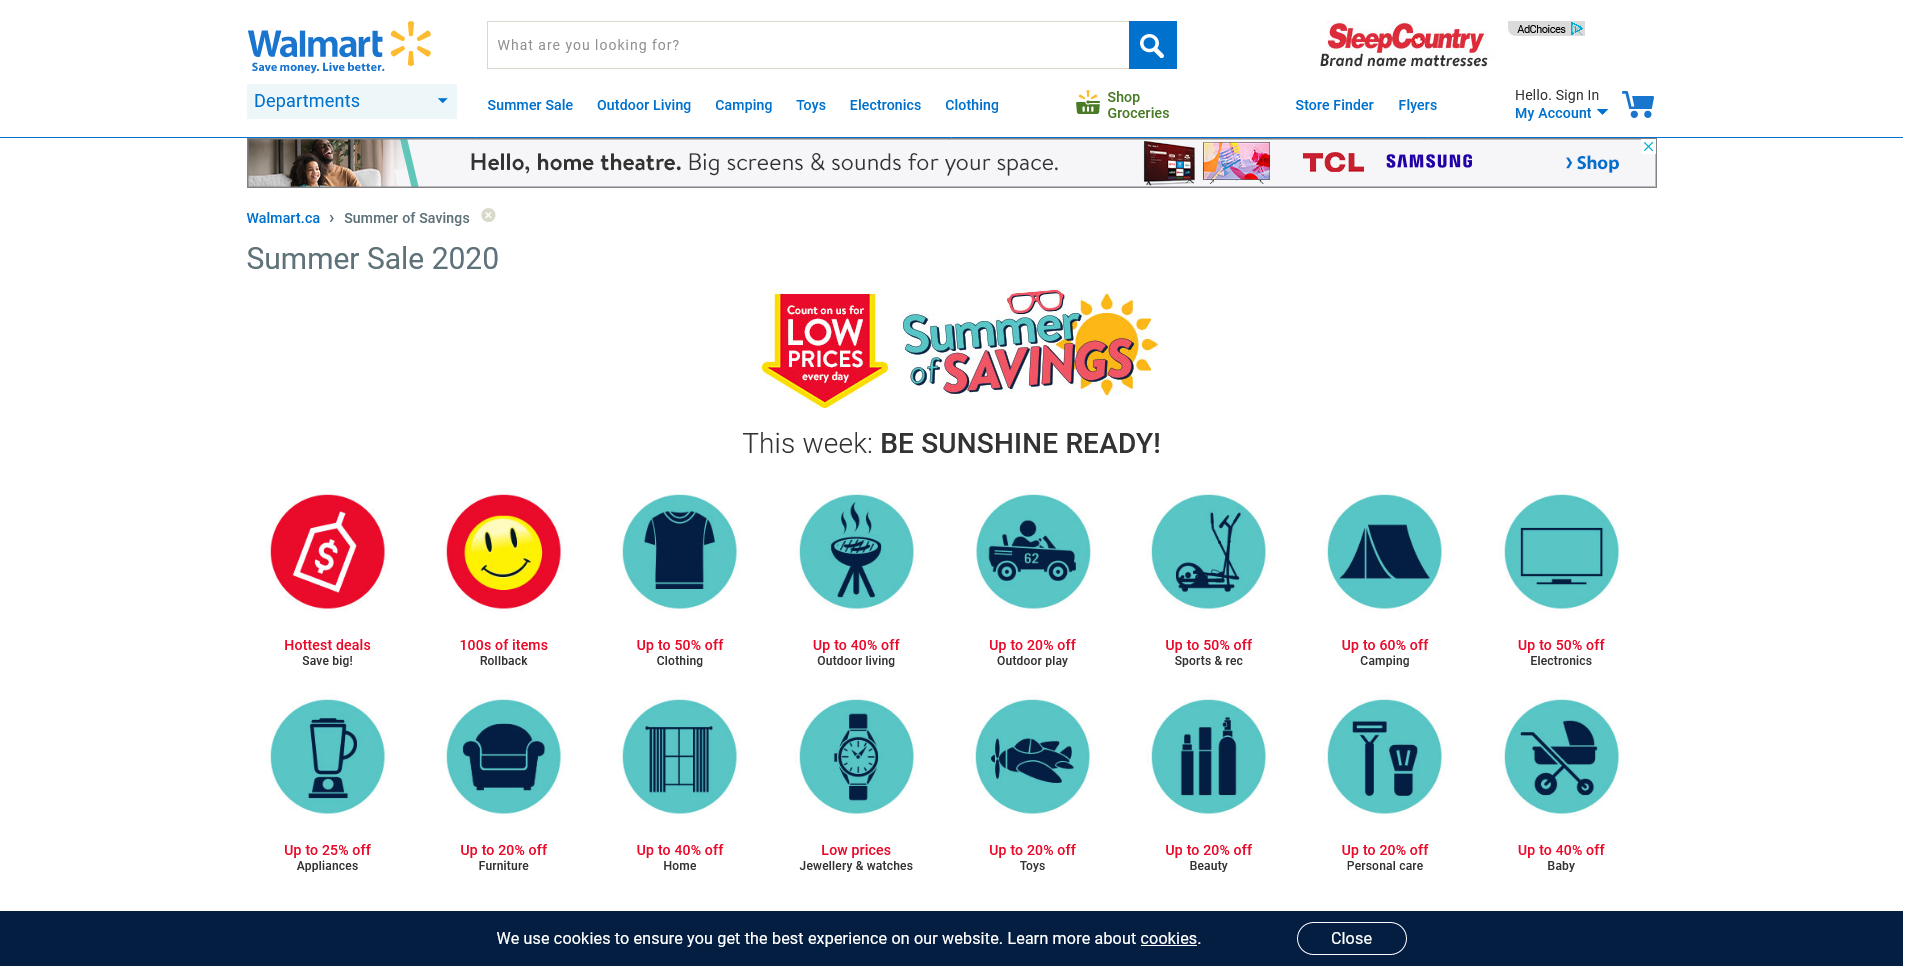 Walmart
Save money. Live better.
What are you looking for?
SleepCountry
Brand name mattresses
AdChoices
Departments
Summer Sale
Outdoor Living
Camping
Toys
Electronics
Clothing
Shop
Groceries
Store Finder
Flyers
Hello. Sign In
My Account
Hello, home theatre. Big screens & sounds for your space.
TCL
SAMSUNG
› Shop
Walmart.ca › Summer of Savings
Summer Sale 2020
Count on us for
LOW
PRICES
every day
Summer
of SAVINGS
This week: BE SUNSHINE READY!
$
62
Hottest deals
Save big!
100s of items
Rollback
Up to 50% off
Clothing
Up to 40% off
Outdoor living
Up to 20% off
Outdoor play
Up to 50% off
Sports & rec
Up to 60% off
Camping
Up to 50% off
Electronics
Up to 25% off
Appliances
Up to 20% off
Furniture
Up to 40% off
Home
Low prices
Jewellery & watches
Up to 20% off
Toys
Up to 20% off
Beauty
Up to 20% off
Personal care
Up to 40% off
Baby
We use cookies to ensure you get the best experience on our website. Learn more about cookies.
Close